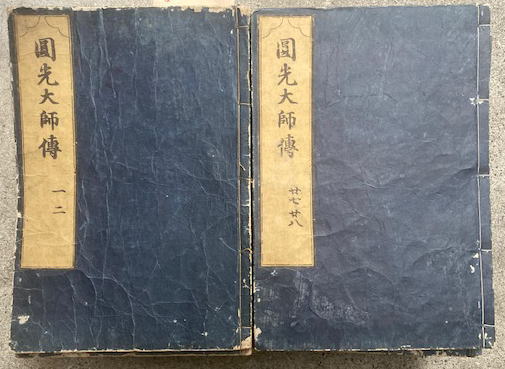 圓光大師傳
一
二
圓光大師傳
廿七 廿八